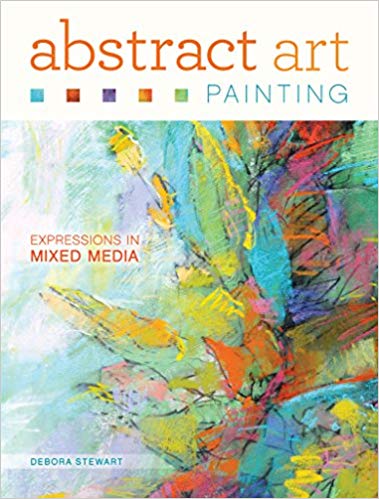 abstract art
PAINTING
EXPRESSIONS IN
MIXED MEDIA
DEBORA STEWART